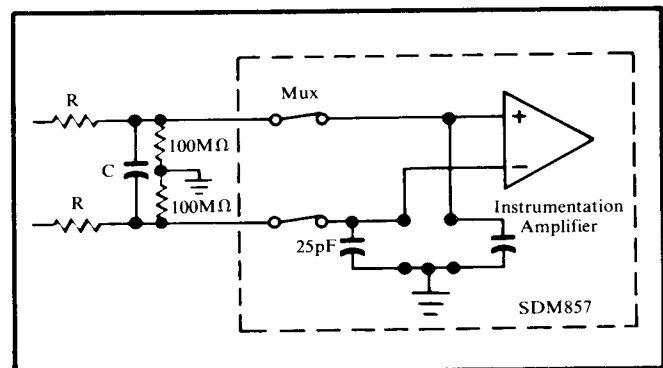 R
Mux
100MΩ
C
100MΩ
R
25pF
Instrumentation
Amplifier
SDM857
+
−